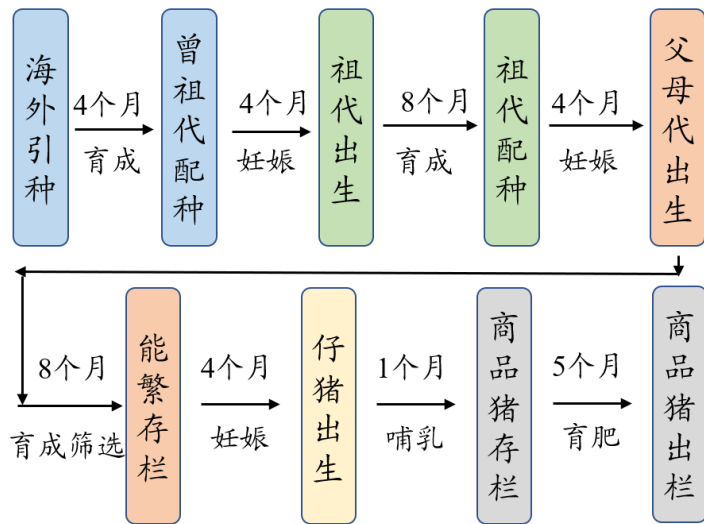 海外引种
4个月
育成
曾祖代配种
4个月
妊娠
祖代出生
8个月
育成
祖代配种
4个月
妊娠
父母代出生
8个月
育成筛选
能繁存栏
4个月
妊娠
仔猪出生
1个月
哺乳
商品猪存栏
5个月
育肥
商品猪出栏